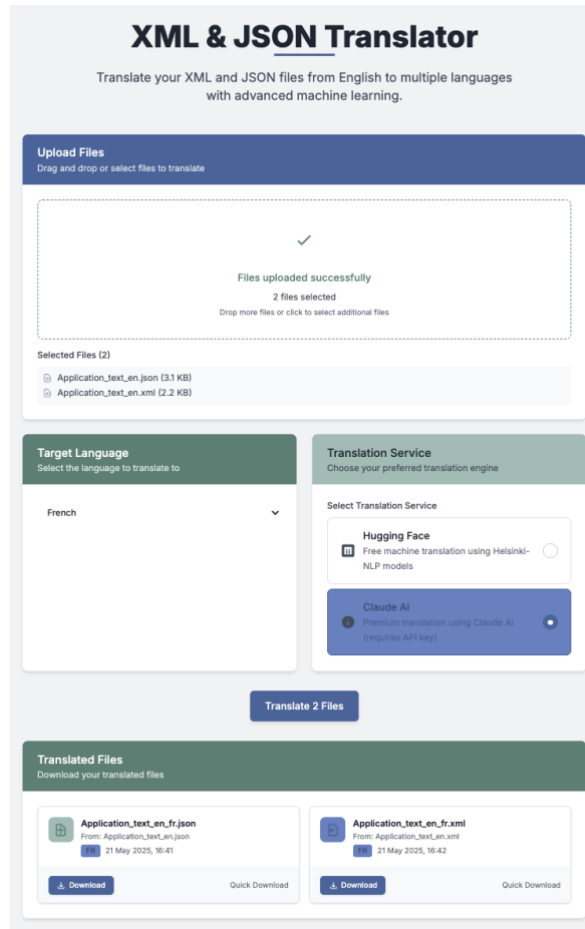 XML & JSON Translator
Translate your XML and JSON files from English to multiple languages
with advanced machine learning.
Upload Files
Drag and drop or select files to translate
Files uploaded successfully
2 files selected
Drop more files or click to select additional files
Selected Files (2)
Application_text_en.json (3.1 KB)
Application_text_en.xml (2.2 KB)
Target Language
Select the language to translate to
French
Translation Service
Choose your preferred translation engine
Select Translation Service
Hugging Face
Free machine translation using Helsinki-
NLP models
Claude AI
Premium translation using Claude AI
(requires API key)
Translate 2 Files
Translated Files
Download your translated files
Application_text_en_fr.json
From: Application_text_en.json
FR 21 May 2025, 16:41
Download Quick Download
Application_text_en_fr.xml
From: Application_text_en.xml
FR 21 May 2025, 16:42
Download Quick Download